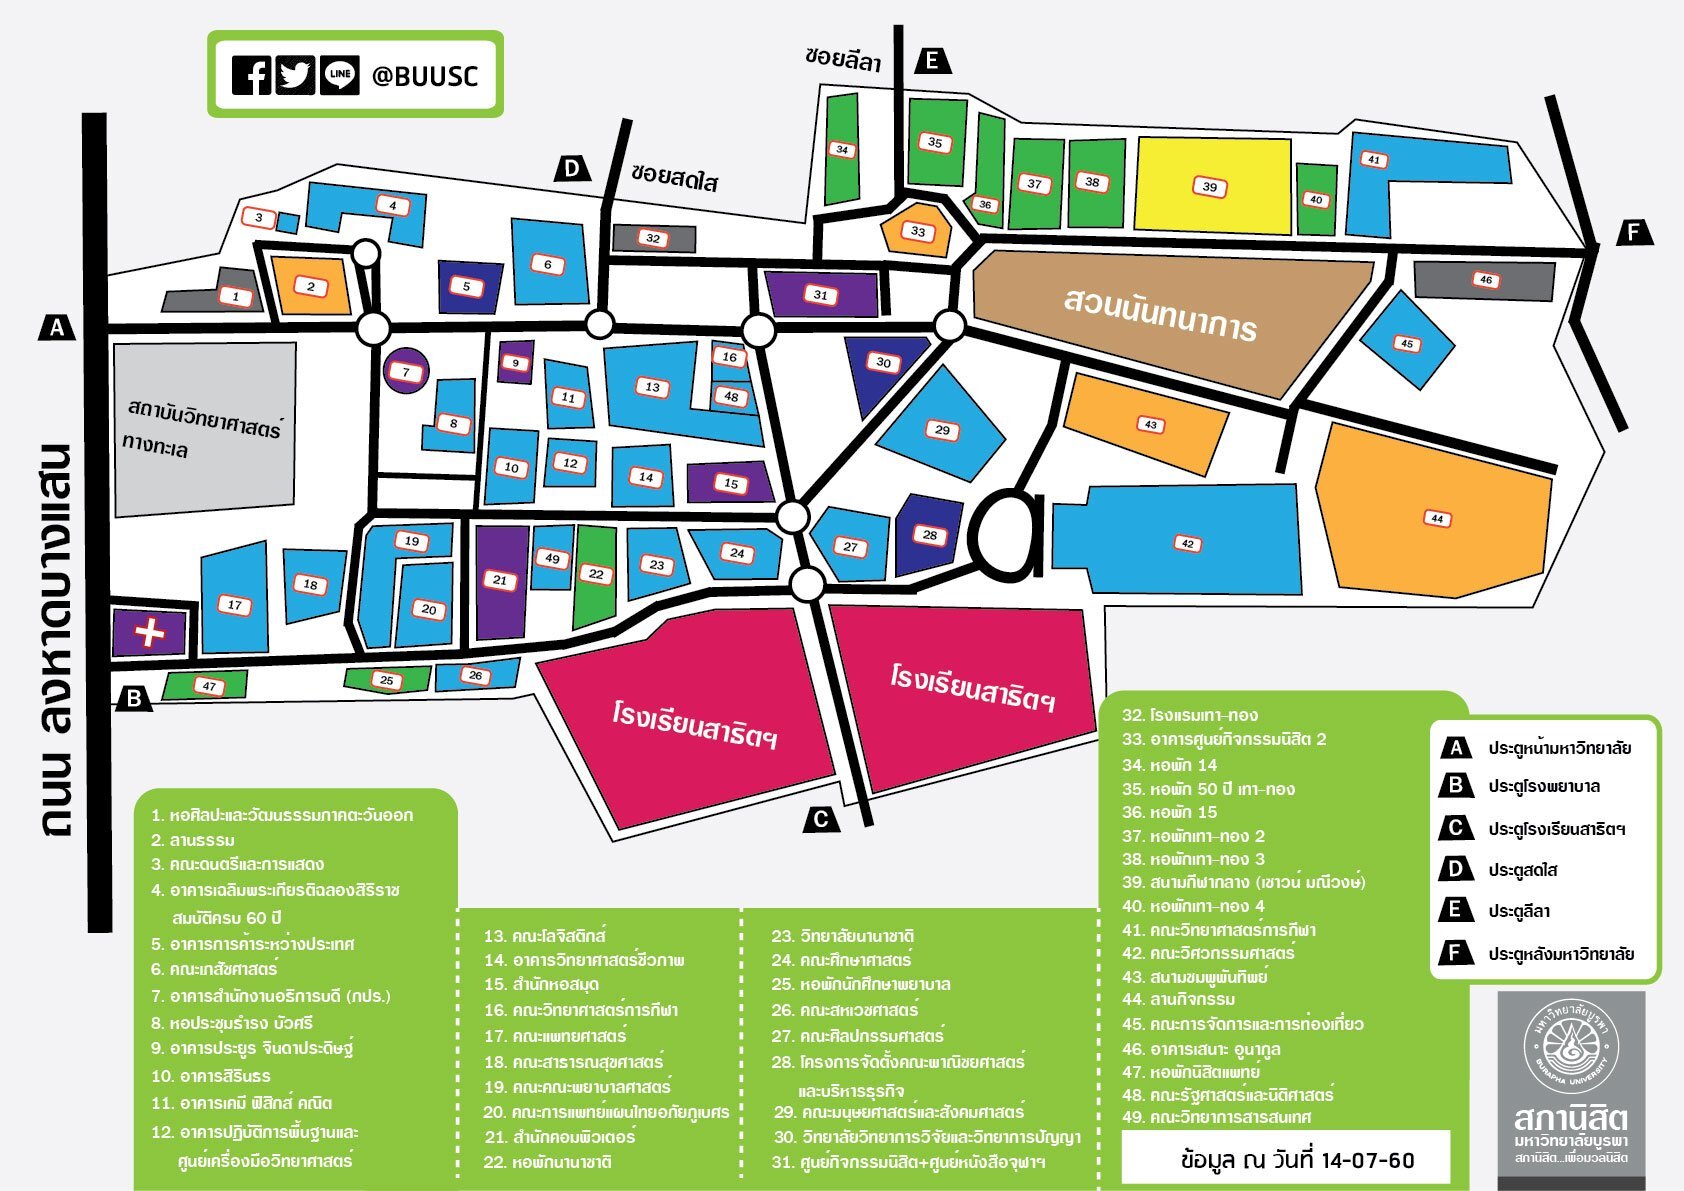 f LINE @BUUSC
ซอยลีลา
E
D
ซอยสดใส
34
35
36
37
38
39
40
41
F
3
4
32
33
6
1
2
5
31
สวนนันทนาการ
46
A
45
สถาบันวิทยาศาสตร์
ทางทะเล
7
9
16
30
8
11
13
48
29
43
10
12
14
15
44
ถนน ลงหาดบางแสน
19
49
23
24
27
28
42
18
21
22
17
20
47
25
26
B
โรงเรียนสาธิตฯ
โรงเรียนสาธิตฯ
C
1. หอศิลปะและวัฒนธรรมภาคตะวันออก
2. ลานธรรม
3. คณะดนตรีและการแสดง
4. อาคารเฉลิมพระเกียรติฉลองสิริราช
สมบัติครบ 60 ปี
5. อาคารการค้าระหว่างประเทศ
6. คณะเภสัชศาสตร์
7. อาคารสำนักงานอธิการบดี (ภปร.)
8. หอประชุมธำรง บัวศรี
9. อาคารประยูร จินดาประดิษฐ์
10. อาคารสิรินธร
11. อาคารเคมี ฟิสิกส์ คณิต
12. อาคารปฏิบัติการพื้นฐานและ
ศูนย์เครื่องมือวิทยาศาสตร์
13. คณะโลจิสติกส์
14. อาคารวิทยาศาสตร์ชีวภาพ
15. สำนักหอสมุด
16. คณะวิทยาศาสตร์การกีฬา
17. คณะแพทยศาสตร์
18. คณะสาธารณสุขศาสตร์
19. คณะคณะพยาบาลศาสตร์
20. คณะการแพทย์แผนไทยอภัยภูเบศร
21. สำนักคอมพิวเตอร์
22. หอพักนานาชาติ
23. วิทยาลัยนานาชาติ
24. คณะศึกษาศาสตร์
25. หอพักนักศึกษาพยาบาล
26. คณะสหเวชศาสตร์
27. คณะศิลปกรรมศาสตร์
28. โครงการจัดตั้งคณะพาณิชยศาสตร์
และบริหารธุรกิจ
29. คณะมนุษยศาสตร์และสังคมศาสตร์
30. วิทยาลัยวิทยาการวิจัยและวิทยาการปัญญา
31. ศูนย์กิจกรรมนิสิต+ศูนย์หนังสือจุฬาฯ
32. โรงแรมเทา-ทอง
33. อาคารศูนย์กิจกรรมนิสิต 2
34. หอพัก 14
35. หอพัก 50 ปี เทา-ทอง
36. หอพัก 15
37. หอพักเทา-ทอง 2
38. หอพักเทา-ทอง 3
39. สนามกีฬากลาง (เชาวน์ มณีวงษ์)
40. หอพักเทา-ทอง 4
41. คณะวิทยาศาสตร์การกีฬา
42. คณะวิศวกรรมศาสตร์
43. สนามชมพูพันทิพย์
44. ลานกิจกรรม
45. คณะการจัดการและการท่องเที่ยว
46. อาคารเสนาะ อูนากูล
47. หอพักนิสิตแพทย์
48. คณะรัฐศาสตร์และนิติศาสตร์
49. คณะวิทยาการสารสนเทศ
ข้อมูล ณ วันที่ 14-07-60
A ประตูหน้ามหาวิทยาลัย
B ประตูโรงพยาบาล
C ประตูโรงเรียนสาธิตฯ
D ประตูสดใส
E ประตูลีลา
F ประตูหลังมหาวิทยาลัย
มหาวิทยาลัยบูรพา
BURAPHA UNIVERSITY
สภานิสิต
มหาวิทยาลัยบูรพา
สภานิสิต...เพื่อมวลนิสิต